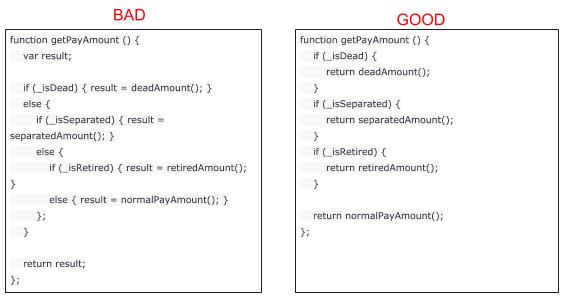 BAD
function getPayAmount () {
var result;
if (_isDead) { result = deadAmount(); }
else {
if (_isSeparated) { result =
separatedAmount(); }
else {
if (_isRetired) { result = retiredAmount();
}
else { result = normalPayAmount(); }
};
}
return result;
};
GOOD
function getPayAmount () {
if (_isDead) {
return deadAmount();
}
if (_isSeparated) {
return separatedAmount();
}
if (_isRetired) {
return retiredAmount();
}
return normalPayAmount();
};